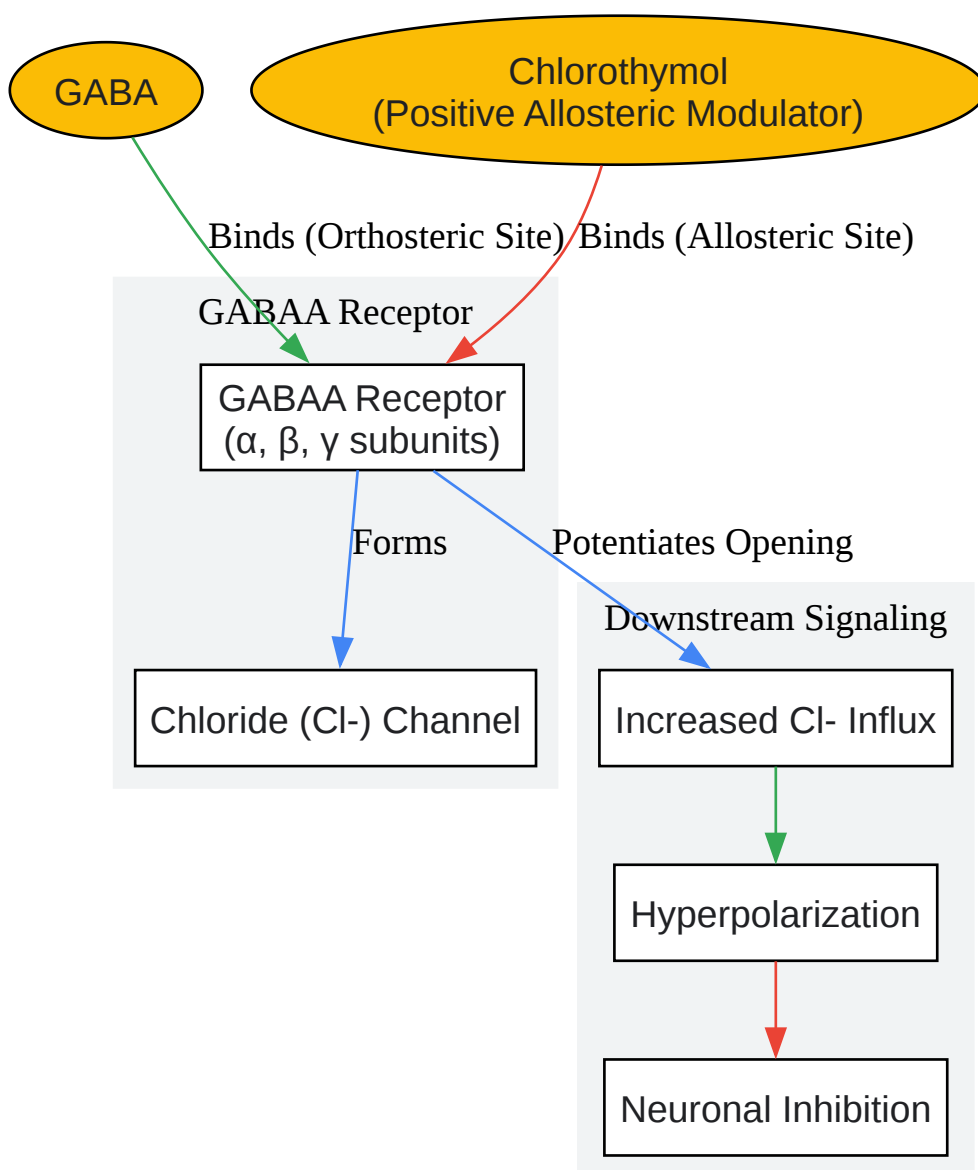 GABA
Chlorothymol
(Positive Allosteric Modulator)
Binds (Orthosteric Site)
Binds (Allosteric Site)
GABAA Receptor
GABAA Receptor
(α, β, γ subunits)
Forms
Potentiates Opening
Downstream Signaling
Chloride (Cl-) Channel
Increased Cl- Influx
Hyperpolarization
Neuronal Inhibition